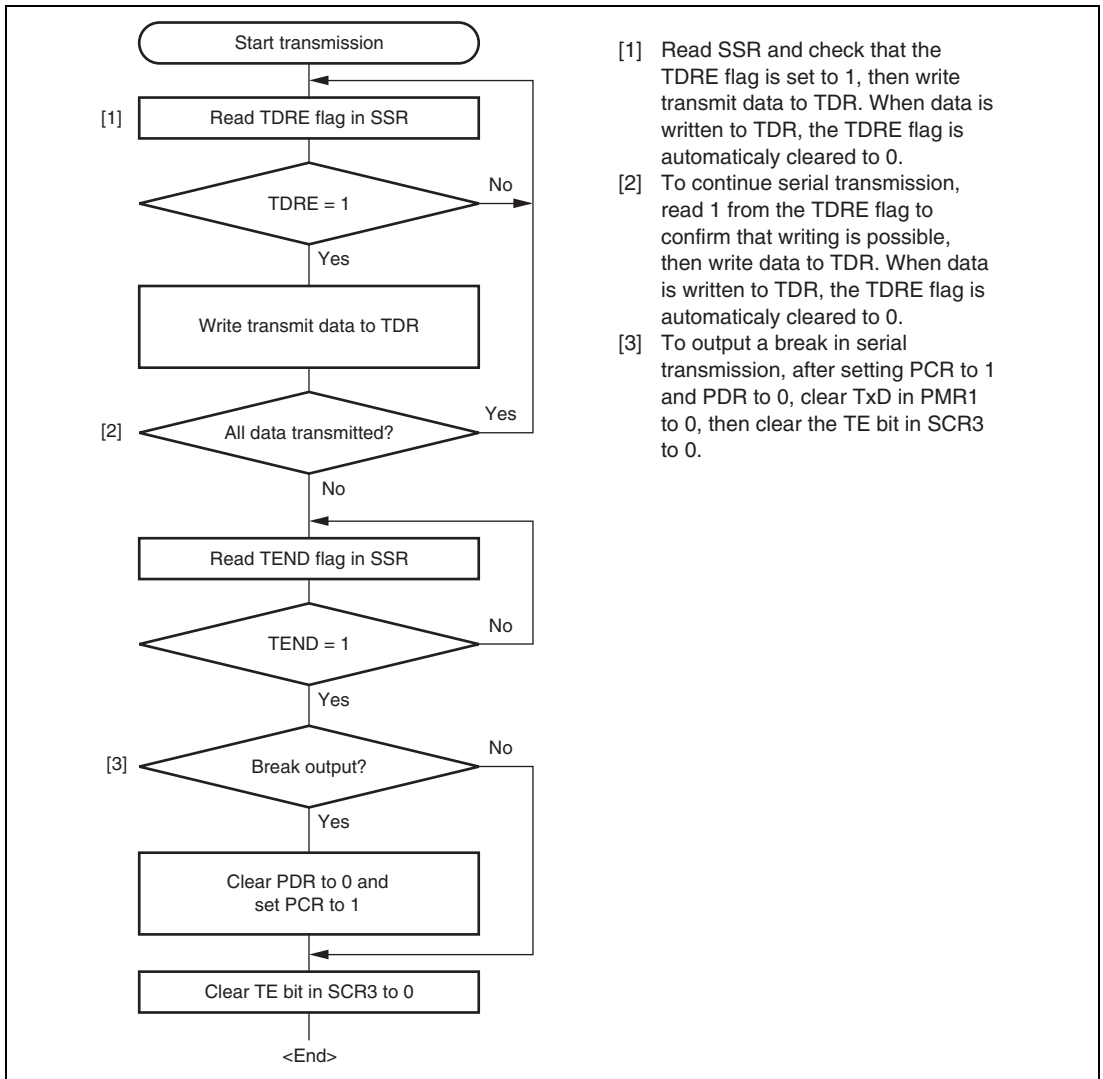 Start transmission
[1] Read TDRE flag in SSR
TDRE = 1
No
Yes
Write transmit data to TDR
[2] All data transmitted?
Yes
No
Read TEND flag in SSR
TEND = 1
No
Yes
[3] Break output?
No
Yes
Clear PDR to 0 and
set PCR to 1
Clear TE bit in SCR3 to 0
<End>
[1] Read SSR and check that the
TDRE flag is set to 1, then write
transmit data to TDR. When data is
written to TDR, the TDRE flag is
automaticaly cleared to 0.
[2] To continue serial transmission,
read 1 from the TDRE flag to
confirm that writing is possible,
then write data to TDR. When data
is written to TDR, the TDRE flag is
automaticaly cleared to 0.
[3] To output a break in serial
transmission, after setting PCR to 1
and PDR to 0, clear TxD in PMR1
to 0, then clear the TE bit in SCR3
to 0.